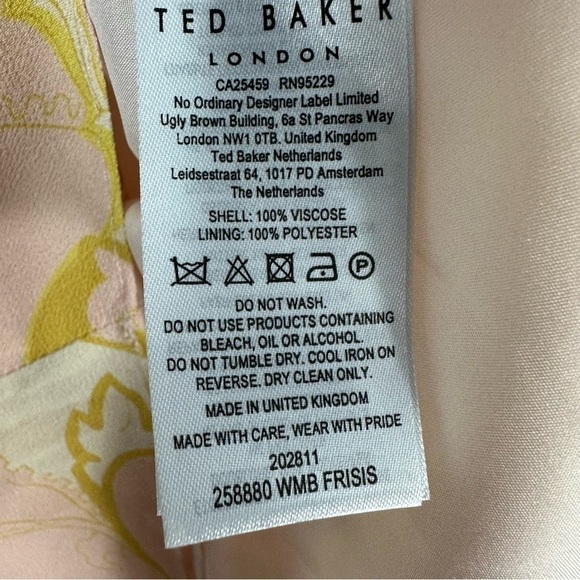 TED BAKER
LONDON
CA25459 RN95229
No Ordinary Designer Label Limited
Ugly Brown Building, 6a St Pancras Way
London NW1 0TB. United Kingdom
Ted Baker Netherlands
Leidsestraat 64, 1017 PD Amsterdam
The Netherlands
SHELL: 100% VISCOSE
LINING: 100% POLYESTER
P
DO NOT WASH.
DO NOT USE PRODUCTS CONTAINING
BLEACH, OIL OR ALCOHOL.
DO NOT TUMBLE DRY. COOL IRON ON
REVERSE. DRY CLEAN ONLY.
MADE IN UNITED KINGDOM
MADE WITH CARE, WEAR WITH PRIDE
202811
258880 WMB FRISIS